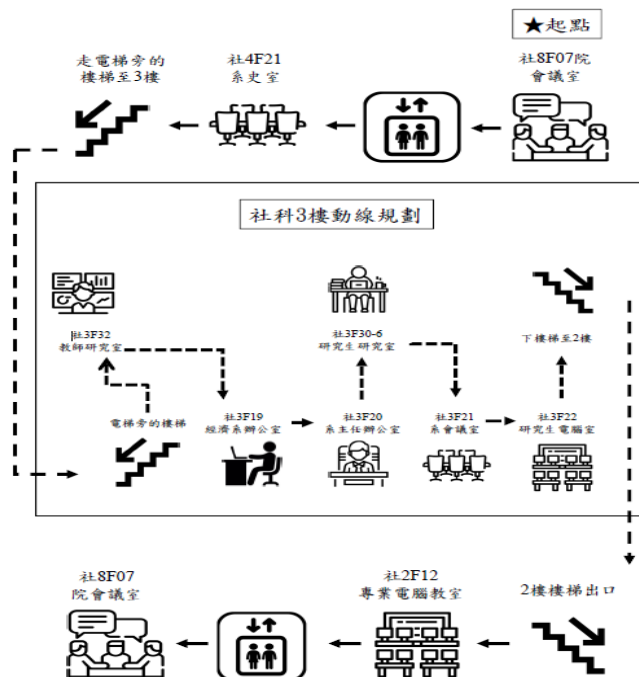 ★起點
社8F07院
會議室
社4F21
系史室
走電梯旁的
樓梯至3樓
社科3樓動線規劃
社3F32
教師研究室
社3F30-6
研究生研究室
下樓梯至2樓
電梯旁的樓梯
社3F19
經濟系辦公室
社3F20
系主任辦公室
社3F21
系會議室
社3F22
研究生電腦室
2樓樓梯出口
社2F12
專業電腦教室
社8F07
院會議室